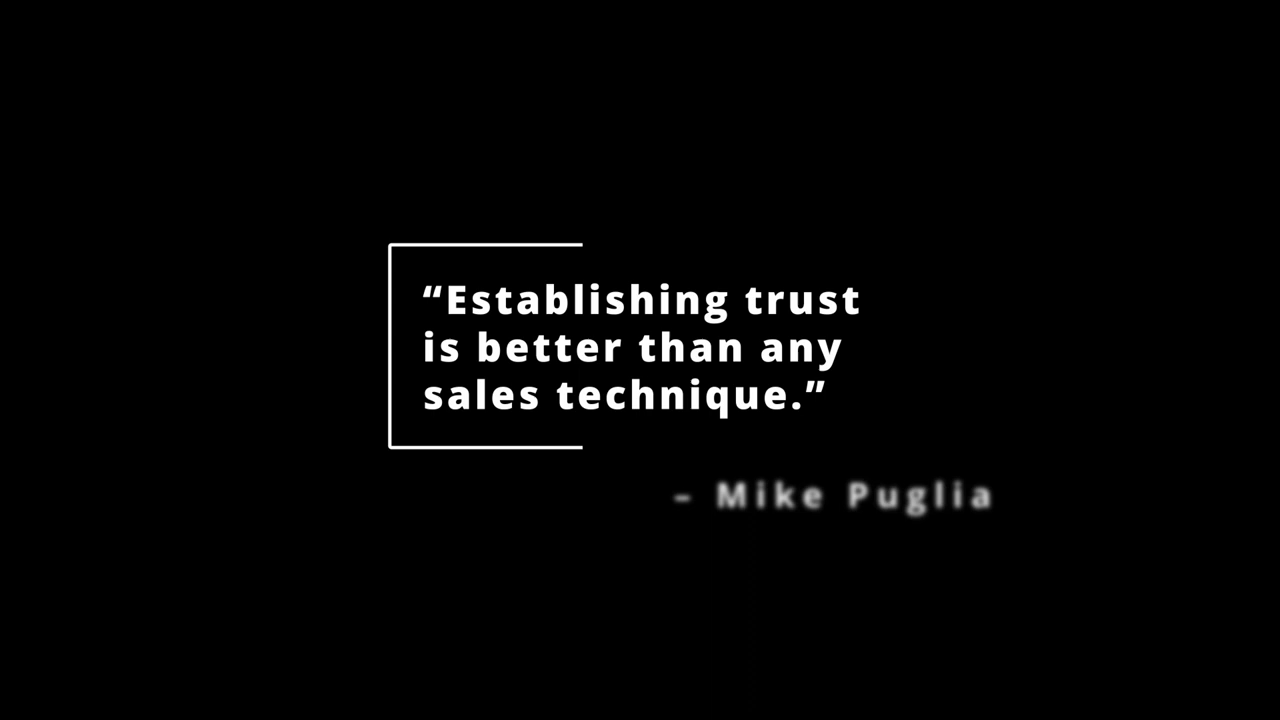 “Establishing trust
is better than any
sales technique.”
– Mike Puglia